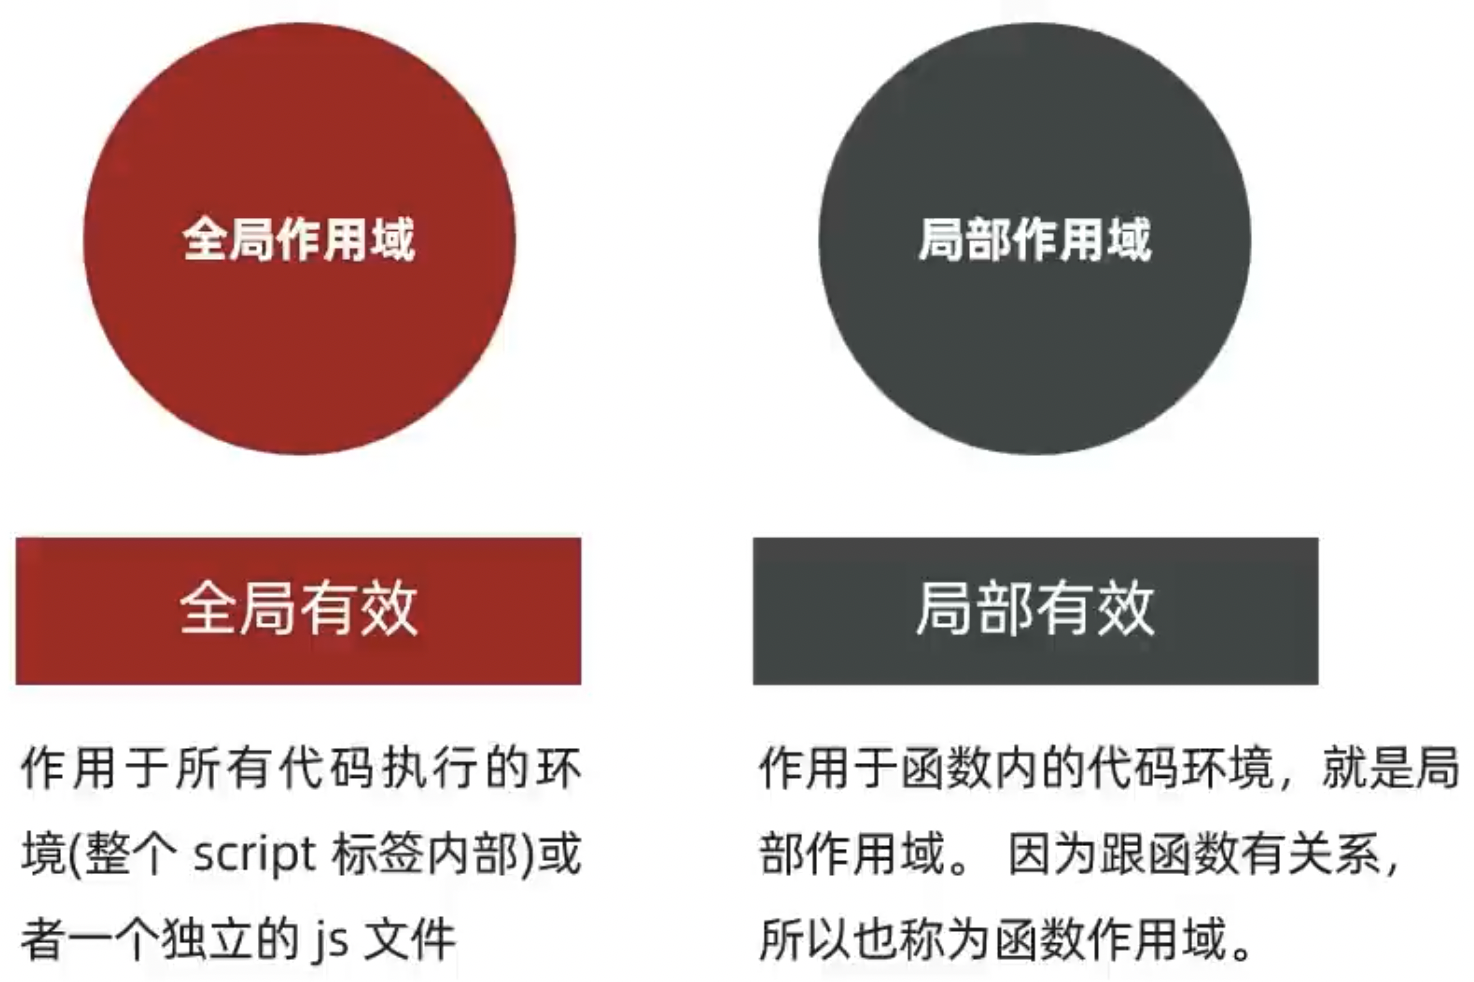 全局作用域
全局有效
作用于所有代码执行的环
境(整个 script 标签内部)或
者一个独立的 js 文件
局部作用域
局部有效
作用于函数内的代码环境，就是局
部作用域。 因为跟函数有关系，
所以也称为函数作用域。